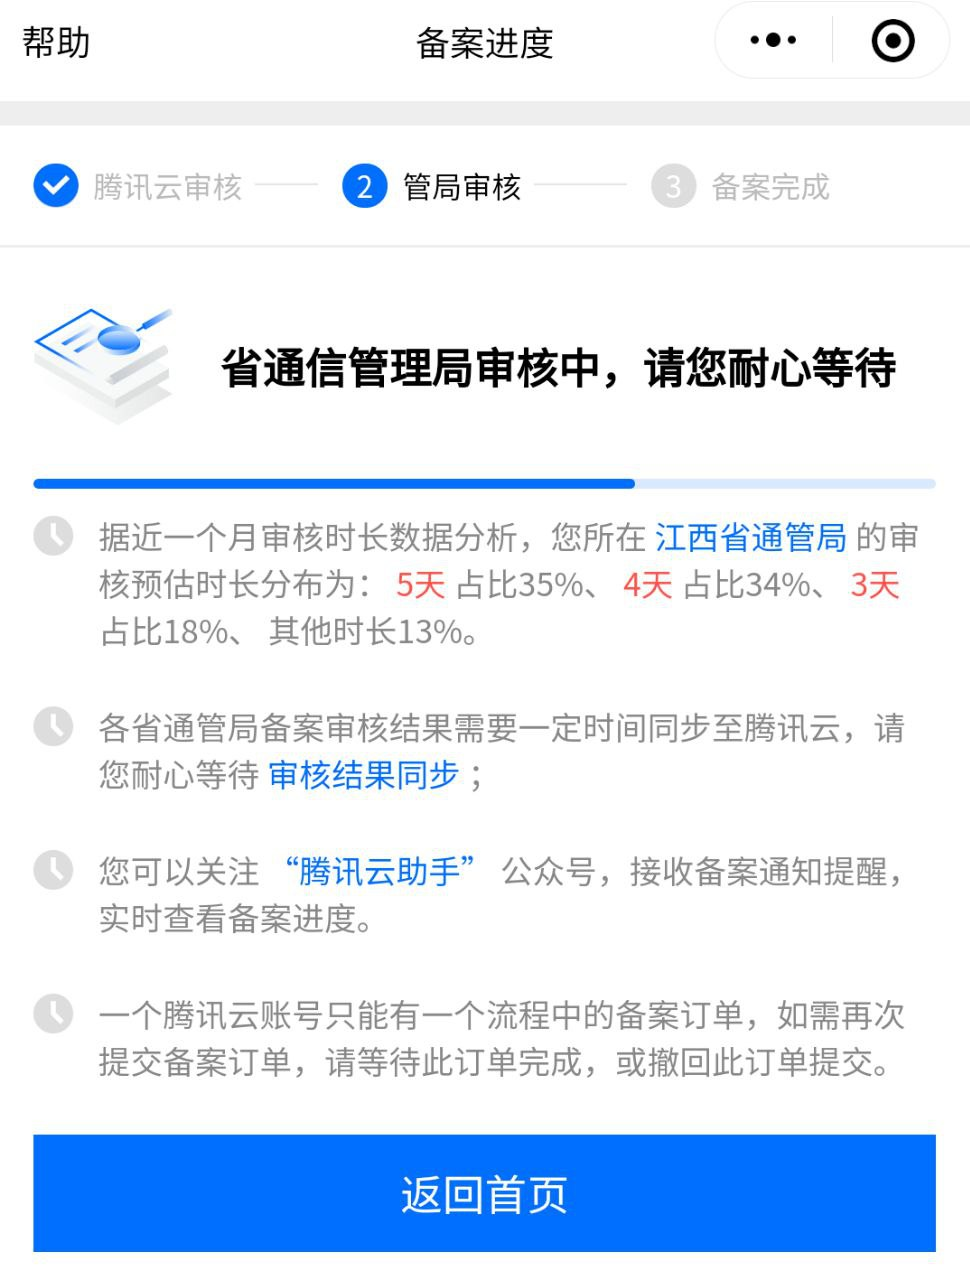 帮助
备案进度
腾讯云审核
2 管局审核
3 备案完成
省通信管理局审核中，请您耐心等待
据近一个月审核时长数据分析，您所在 江西省通管局 的审
核预估时长分布为： 5天 占比35%、 4天 占比34%、 3天
占比18%、 其他时长13%。
各省通管局备案审核结果需要一定时间同步至腾讯云，请
您耐心等待 审核结果同步 ；
您可以关注 “腾讯云助手” 公众号，接收备案通知提醒，
实时查看备案进度。
一个腾讯云账号只能有一个流程中的备案订单，如需再次
提交备案订单，请等待此订单完成，或撤回此订单提交。
返回首页